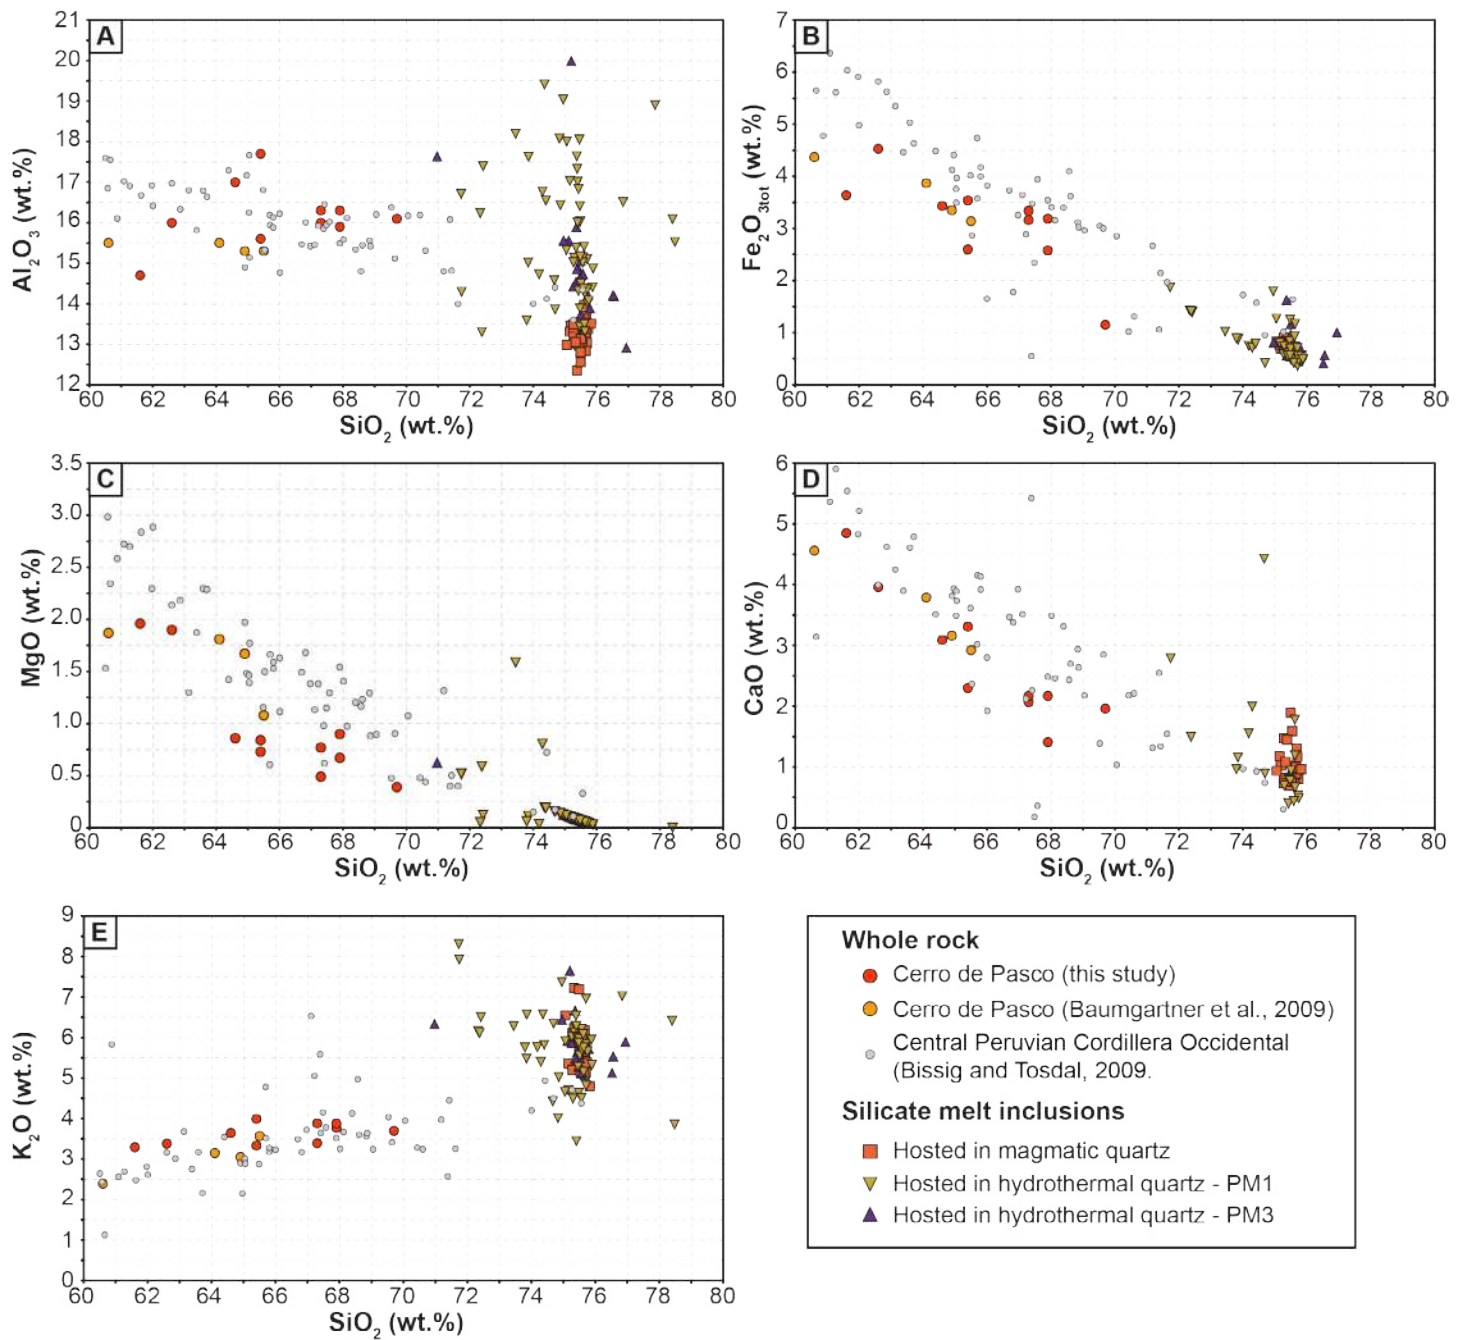 A
21
20
19
18
17
16
15
14
13
12
Al2O3 (wt.%)
60 62 64 66 68 70 72 74 76 78 80
SiO2 (wt.%)
B
7
6
5
4
3
2
1
0
Fe2O3tot (wt.%)
60 62 64 66 68 70 72 74 76 78 80
SiO2 (wt.%)
C
3.5
3.0
2.5
2.0
1.5
1.0
0.5
0
MgO (wt.%)
60 62 64 66 68 70 72 74 76 78 80
SiO2 (wt.%)
D
6
5
4
3
2
1
0
CaO (wt.%)
60 62 64 66 68 70 72 74 76 78 80
SiO2 (wt.%)
E
9
8
7
6
5
4
3
2
1
0
K2O (wt.%)
60 62 64 66 68 70 72 74 76 78 80
SiO2 (wt.%)
Whole rock
Cerro de Pasco (this study)
Cerro de Pasco (Baumgartner et al., 2009)
Central Peruvian Cordillera Occidental
(Bissig and Tosdal, 2009.
Silicate melt inclusions
Hosted in magmatic quartz
Hosted in hydrothermal quartz - PM1
Hosted in hydrothermal quartz - PM3